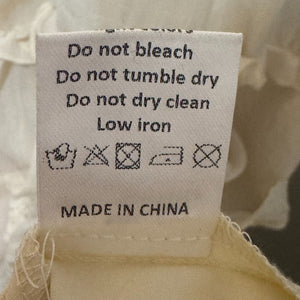 Do not bleach
Do not tumble dry
Do not dry clean
Low iron
MADE IN CHINA